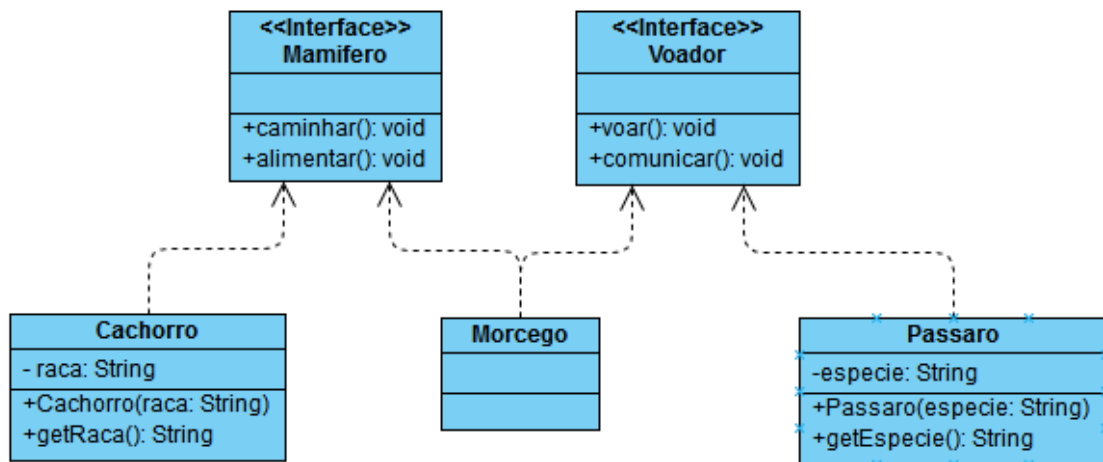 <<Interface>>
Mamifero
+caminhar(): void
+alimentar(): void
<<Interface>>
Voador
+voar(): void
+comunicar(): void
Cachorro
- raca: String
+Cachorro(raca: String)
+getRaca(): String
Morcego
Passaro
-especie: String
+Passaro(especie: String)
+getEspecie(): String